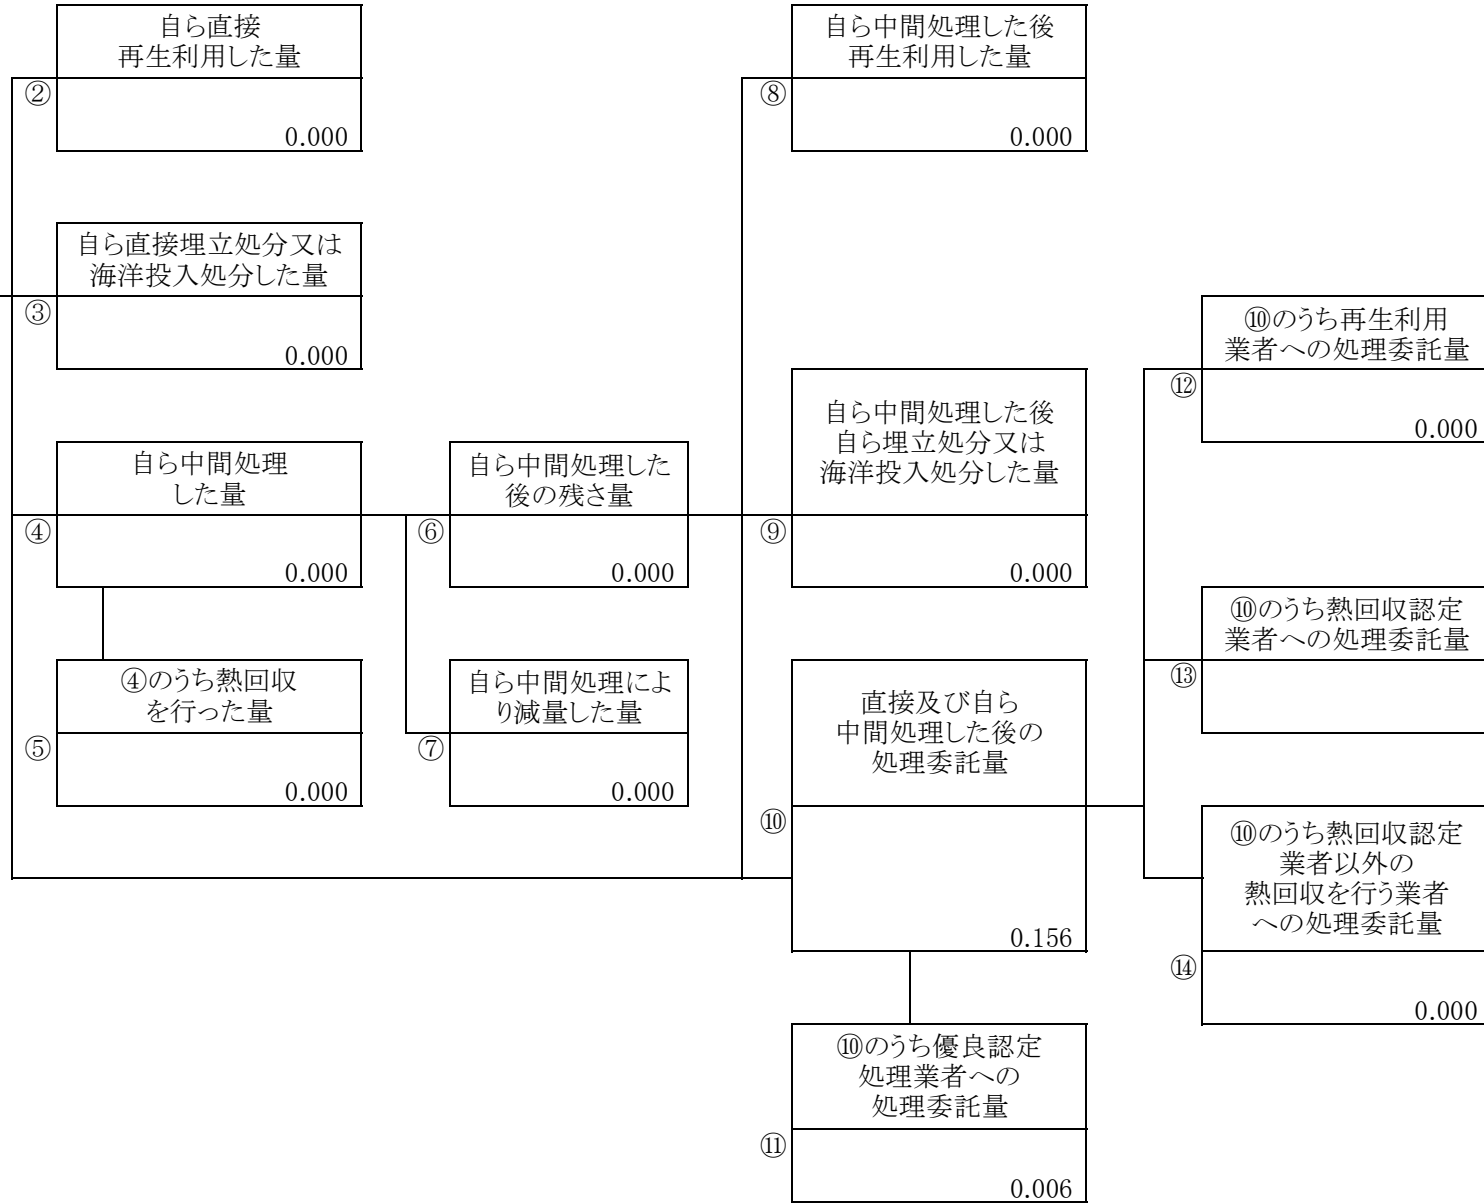 自ら直接
再生利用した量
②
0.000
自ら直接埋立処分又は
海洋投入処分した量
③
0.000
自ら中間処理
した量
④
0.000
④のうち熱回収
を行った量
⑤
0.000
自ら中間処理した
後の残さ量
⑥
0.000
自ら中間処理によ
り減量した量
⑦
0.000
自ら中間処理した後
再生利用した量
⑧
0.000
自ら中間処理した後
自ら埋立処分又は
海洋投入処分した量
⑨
0.000
直接及び自ら
中間処理した後の
処理委託量
⑩
0.156
⑩のうち優良認定
処理業者への
処理委託量
⑪
0.006
⑩のうち再生利用
業者への処理委託量
⑫
0.000
⑩のうち熱回収認定
業者への処理委託量
⑬
⑩のうち熱回収認定
業者以外の
熱回収を行う業者
への処理委託量
⑭
0.000